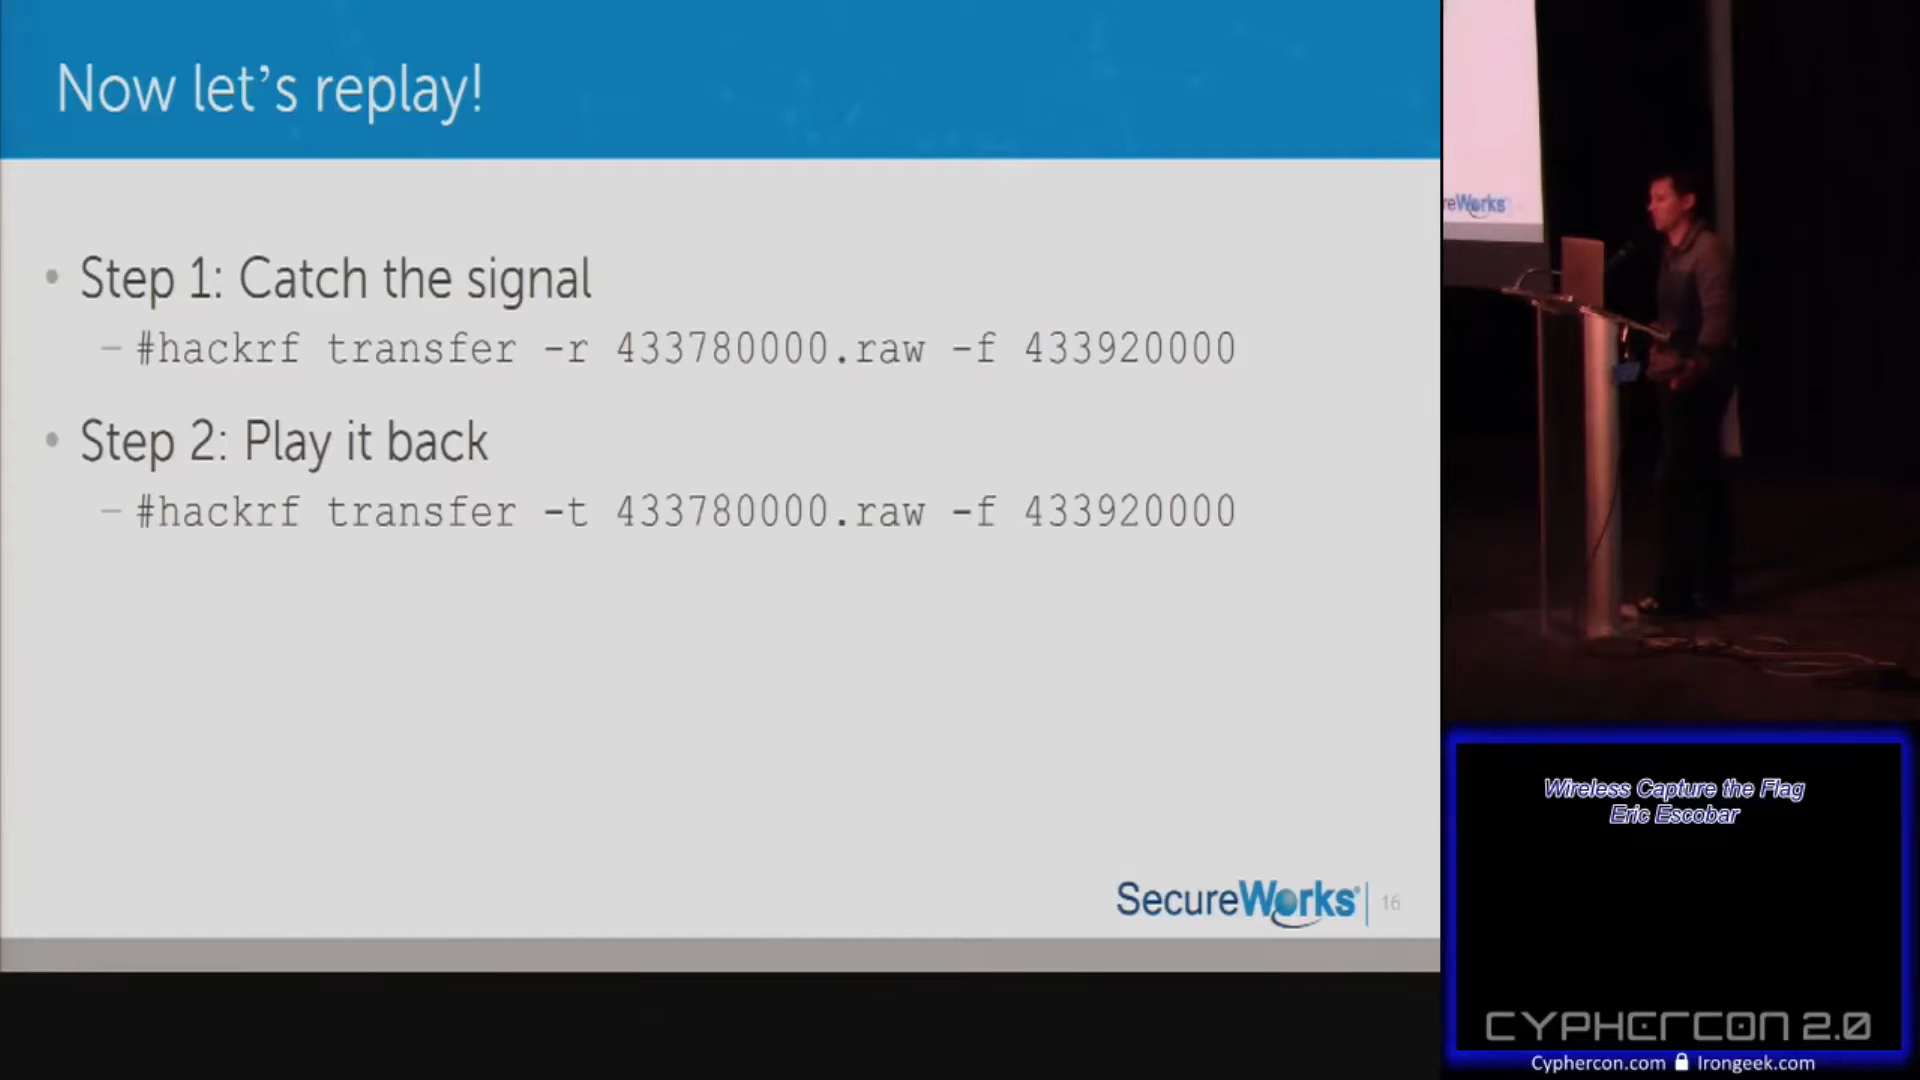 Now let's replay!
• Step 1: Catch the signal
– #hackrf transfer -r 433780000.raw -f 433920000
• Step 2: Play it back
– #hackrf transfer -t 433780000.raw -f 433920000
SecureWorks® | 16
reWorks
Wireless Capture the Flag
Eric Escobar
CYPHERCON 2.0
Cyphercon.com Irongeek.com